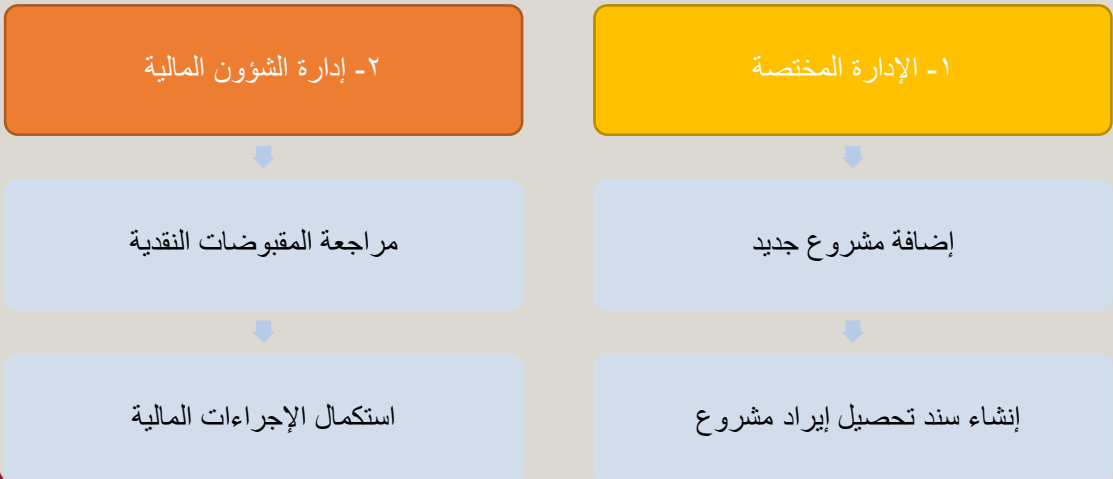 ١- الإدارة المختصة
إضافة مشروع جديد
إنشاء سند تحصيل إيراد مشروع
٢- إدارة الشؤون المالية
مراجعة المقبوضات النقدية
استكمال الإجراءات المالية